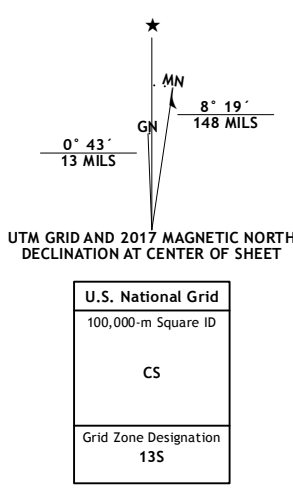 ★
MN
GN
8° 19´
148 MILS
0° 43´
13 MILS
UTM GRID AND 2017 MAGNETIC NORTH
DECLINATION AT CENTER OF SHEET
U.S. National Grid
100,000-m Square ID
CS
Grid Zone Designation
13S